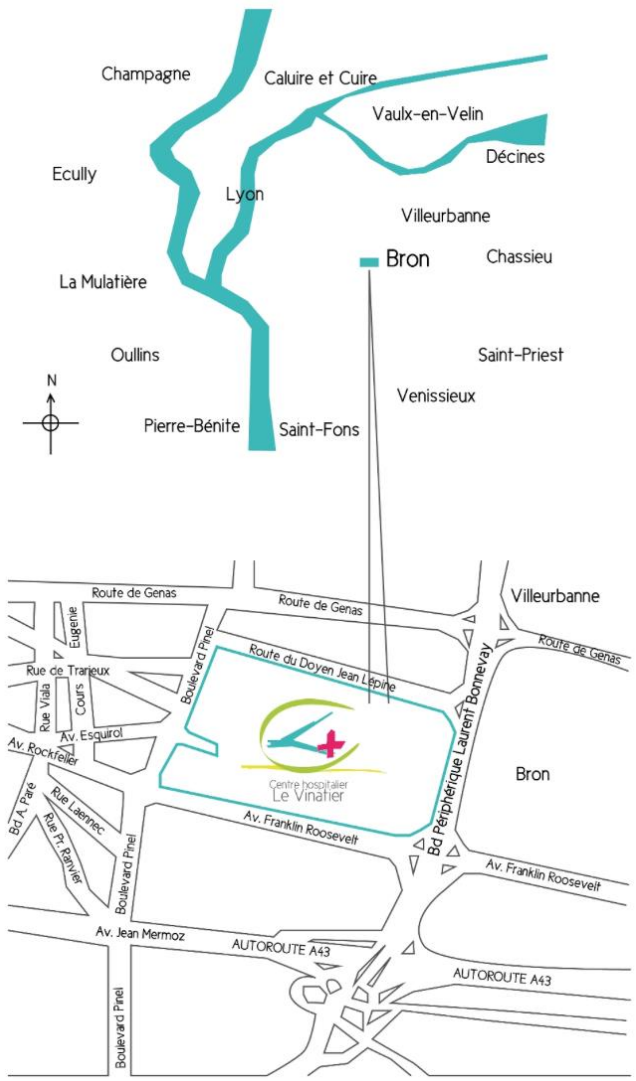 Champagne
Caluire et Cuire
Vaulx-en-Velin
Décines
Ecully
Lyon
Villeurbanne
Bron
Chassieu
La Mulatière
Oullins
Saint-Priest
N
Venissieux
Pierre-Bénite
Saint-Fons
Route de Genas
Route de Genas
Villeurbanne
Eugenie
Cours
Boulevard Pinel
Route du Doyen Jean Lépine
Route de Genas
Rue de Trarieux
Rue Viala
Bd Périphérique Laurent Bonnevay
Av. Esquirol
Av. Rockfeller
Bron
Centre hospitalier
Le Vinatier
Bd A. Paré
Rue Laennec
Rue Pr. Ranvier
Av. Franklin Roosevelt
Av. Franklin Roosevelt
Boulevard Pinel
Av. Jean Mermoz
AUTOROUTE A43
AUTOROUTE A43
Boulevard Pinel